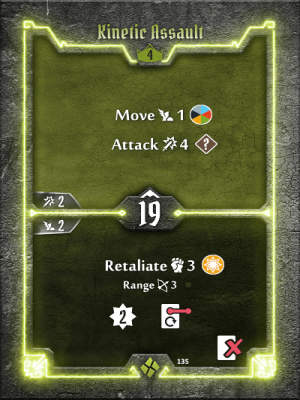 Kinetic Assault
4
Move 1
Attack 4 ?
2
2
19
Retaliate 3
Range 3
2
135